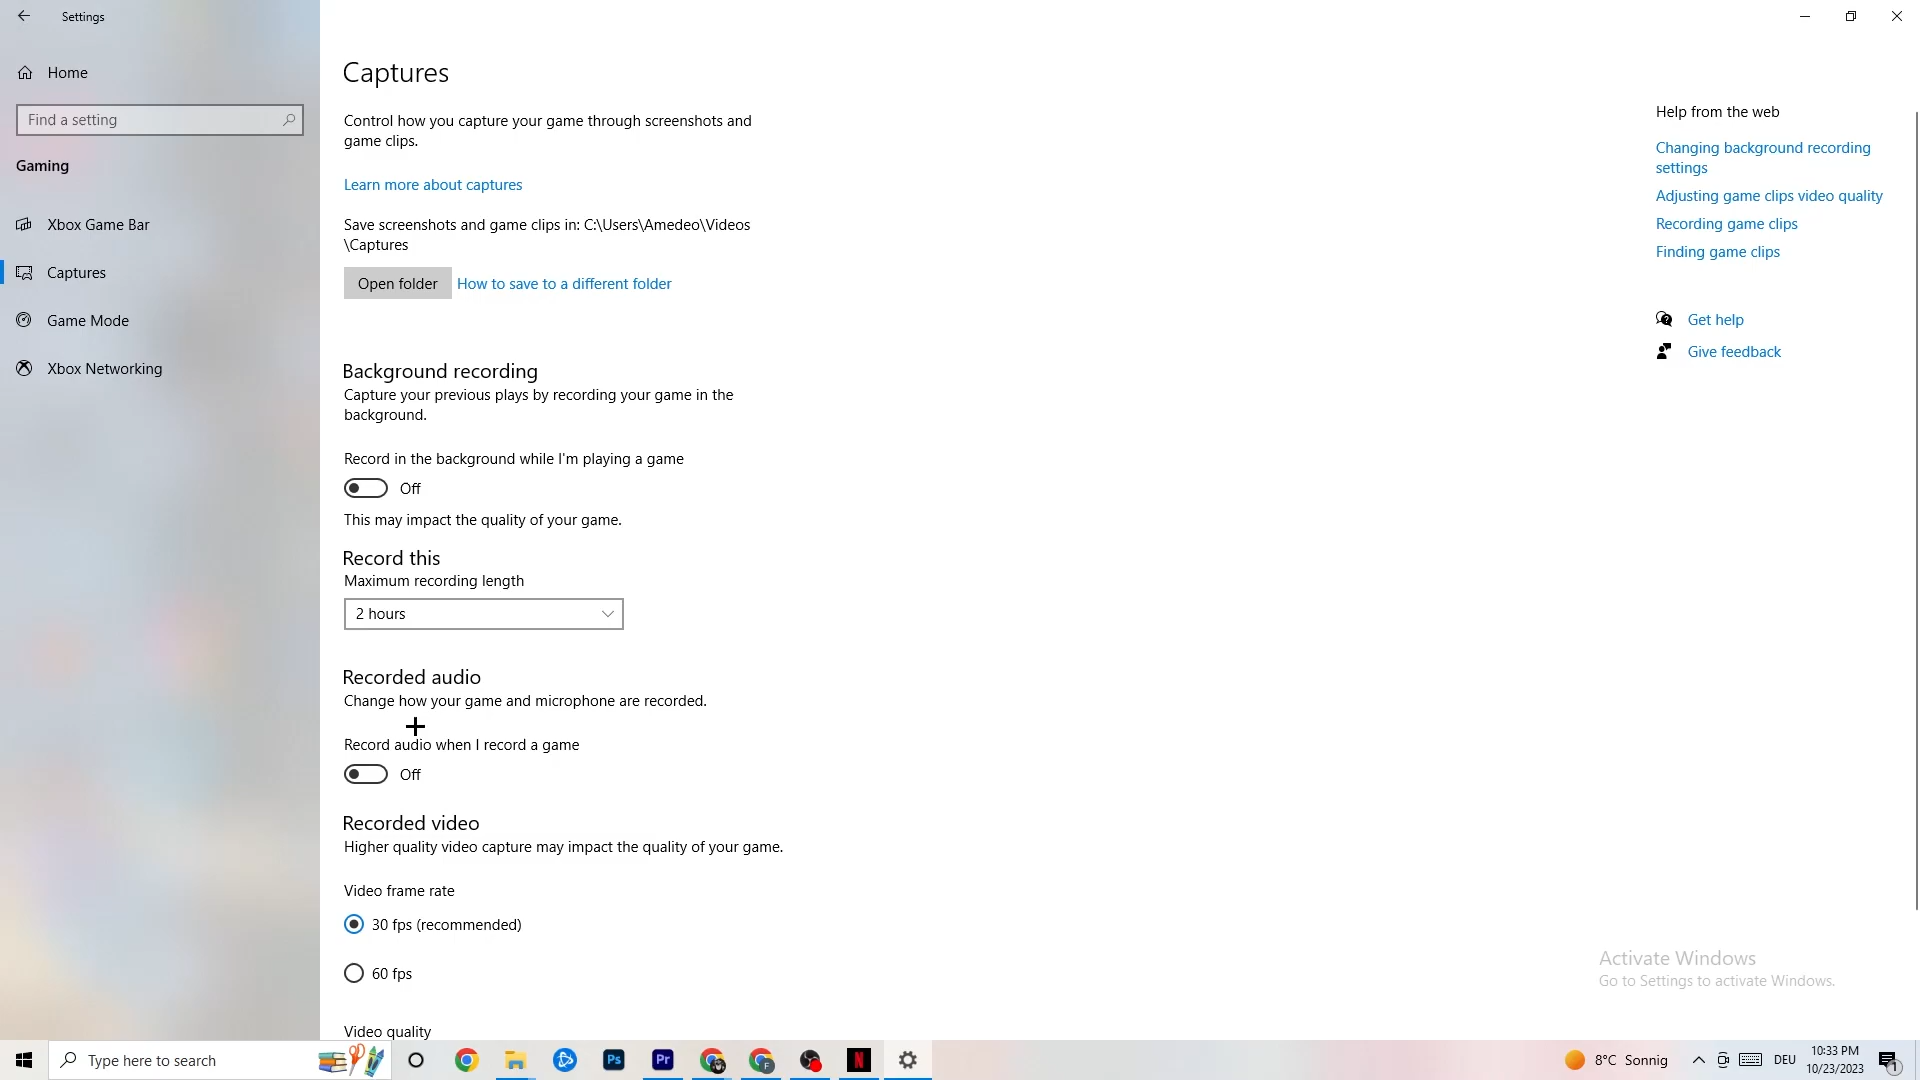 Settings
Home
Find a setting
Gaming
Xbox Game Bar
Captures
Game Mode
Xbox Networking
Captures
Control how you capture your game through screenshots and
game clips.
Learn more about captures
Save screenshots and game clips in: C:\Users\Amedeo\Videos
\Captures
Open folder
How to save to a different folder
Background recording
Capture your previous plays by recording your game in the
background.
Record in the background while I'm playing a game
Off
This may impact the quality of your game.
Record this
Maximum recording length
2 hours
Recorded audio
Change how your game and microphone are recorded.
Record audio when I record a game
Off
Recorded video
Higher quality video capture may impact the quality of your game.
Video frame rate
30 fps (recommended)
60 fps
Video quality
Help from the web
Changing background recording
settings
Adjusting game clips video quality
Recording game clips
Finding game clips
Get help
Give feedback
Activate Windows
Go to Settings to activate Windows.
Type here to search
Ps
Pr
F
N
8°C Sonnig
DEU
10:33 PM
10/23/2023
1